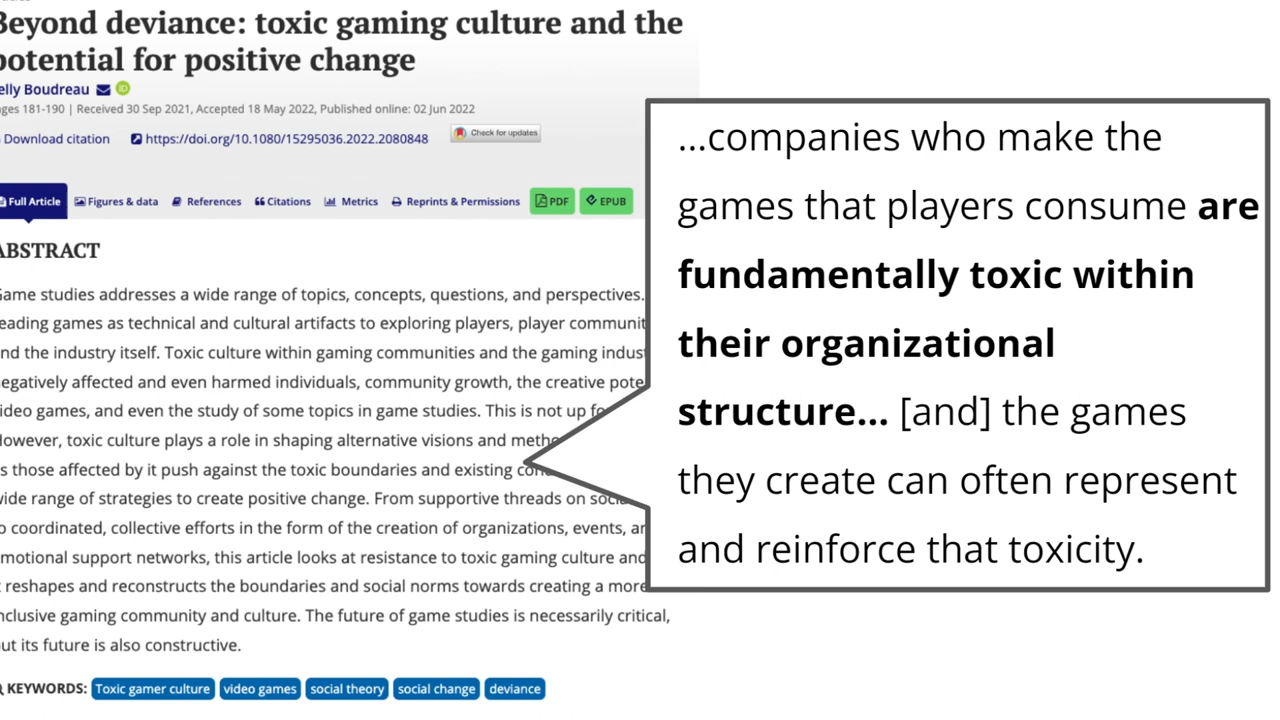 Beyond deviance: toxic gaming culture and the
potential for positive change
elly Boudreau
ges 181-190 | Received 30 Sep 2021, Accepted 18 May 2022, Published online: 02 Jun 2022
Download citation https://doi.org/10.1080/15295036.2022.2080848 Check for updates
Full Article Figures & data References Citations Metrics Reprints & Permissions PDF EPUB
ABSTRACT
Game studies addresses a wide range of topics, concepts, questions, and perspectives.
eading games as technical and cultural artifacts to exploring players, player communit
nd the industry itself. Toxic culture within gaming communities and the gaming indust
negatively affected and even harmed individuals, community growth, the creative pote
video games, and even the study of some topics in game studies. This is not up fo
However, toxic culture plays a role in shaping alternative visions and metho
s those affected by it push against the toxic boundaries and existing con
wide range of strategies to create positive change. From supportive threads on soc
o coordinated, collective efforts in the form of the creation of organizations, events, an
motional support networks, this article looks at resistance to toxic gaming culture and
t reshapes and reconstructs the boundaries and social norms towards creating a more
nclusive gaming community and culture. The future of game studies is necessarily critical,
ut its future is also constructive.
KEYWORDS: Toxic gamer culture video games social theory social change deviance
...companies who make the
games that players consume are
fundamentally toxic within
their organizational
structure... [and] the games
they create can often represent
and reinforce that toxicity.